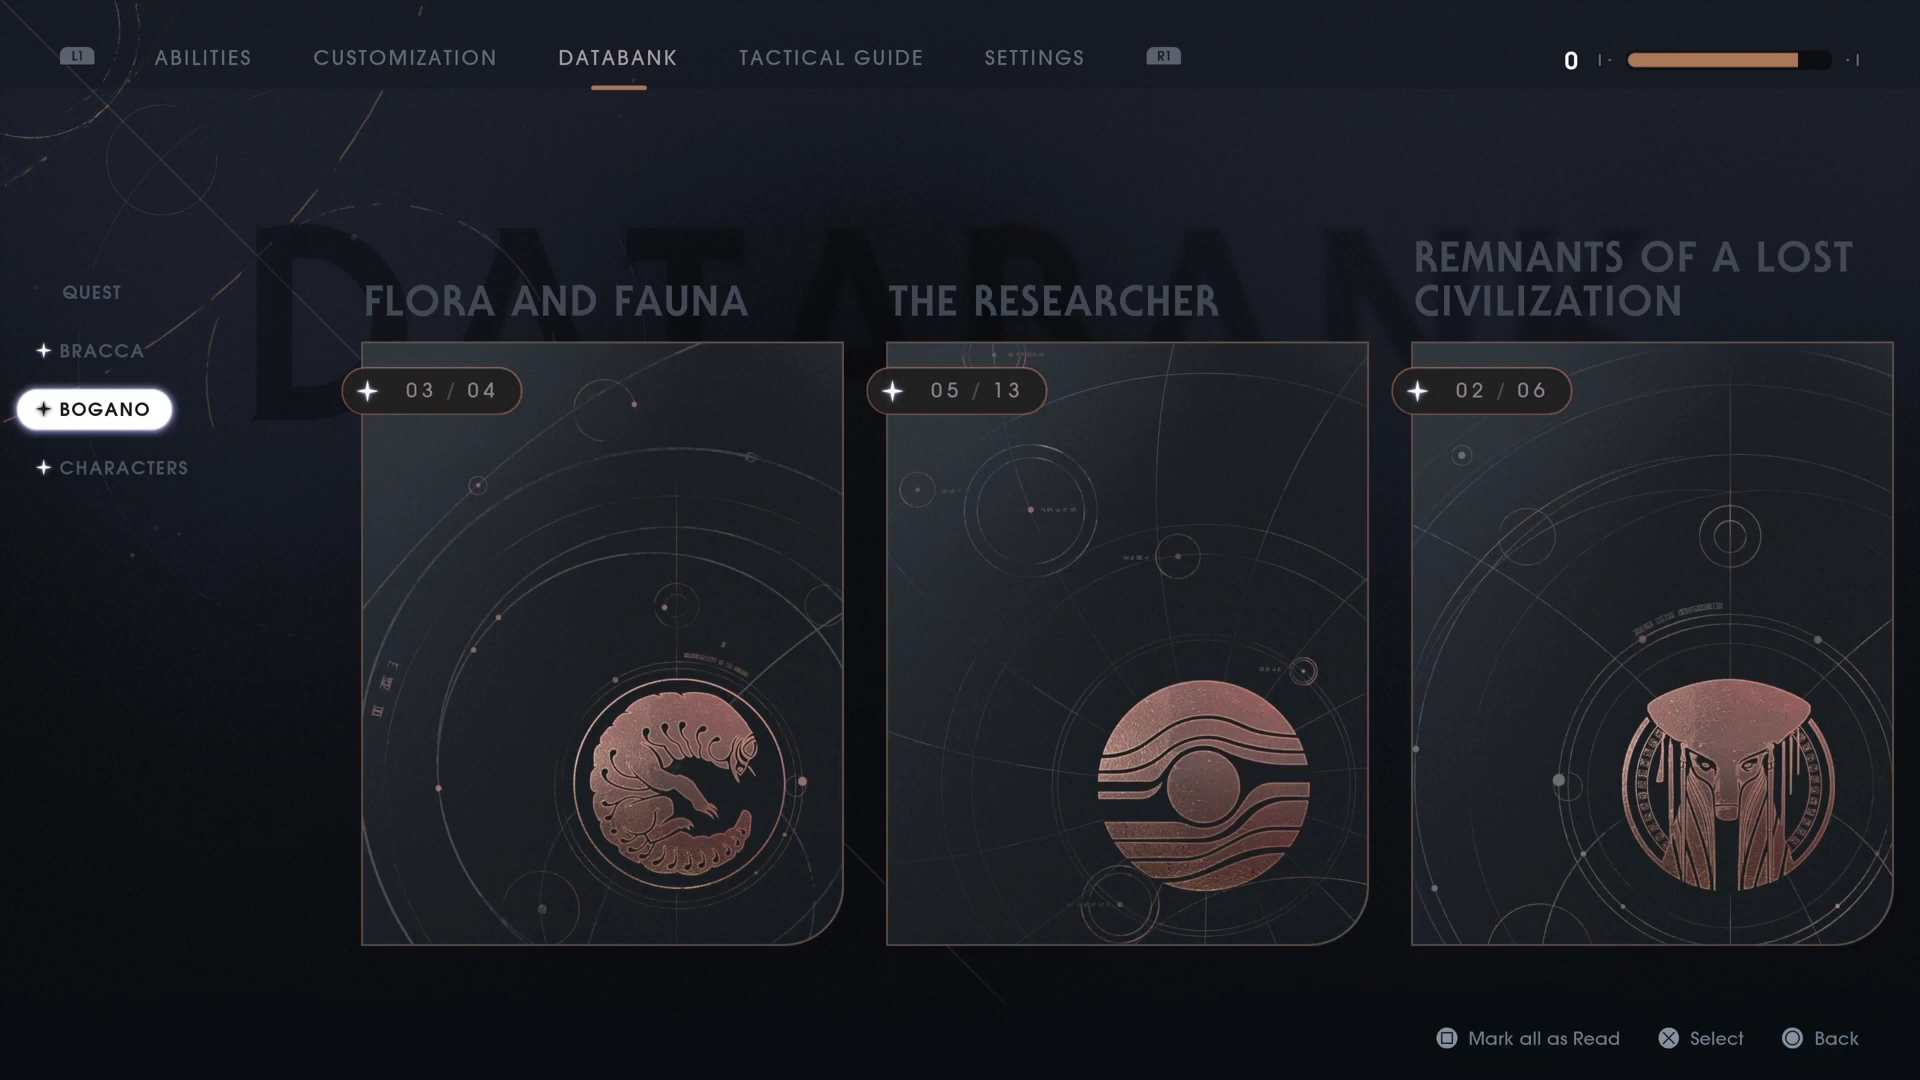 L1
ABILITIES
CUSTOMIZATION
DATABANK
TACTICAL GUIDE
SETTINGS
R1
0
DATABANK
QUEST
BRACCA
BOGANO
CHARACTERS
FLORA AND FAUNA
03 / 04
THE RESEARCHER
05 / 13
REMNANTS OF A LOST
CIVILIZATION
02 / 06
Mark all as Read
Select
Back